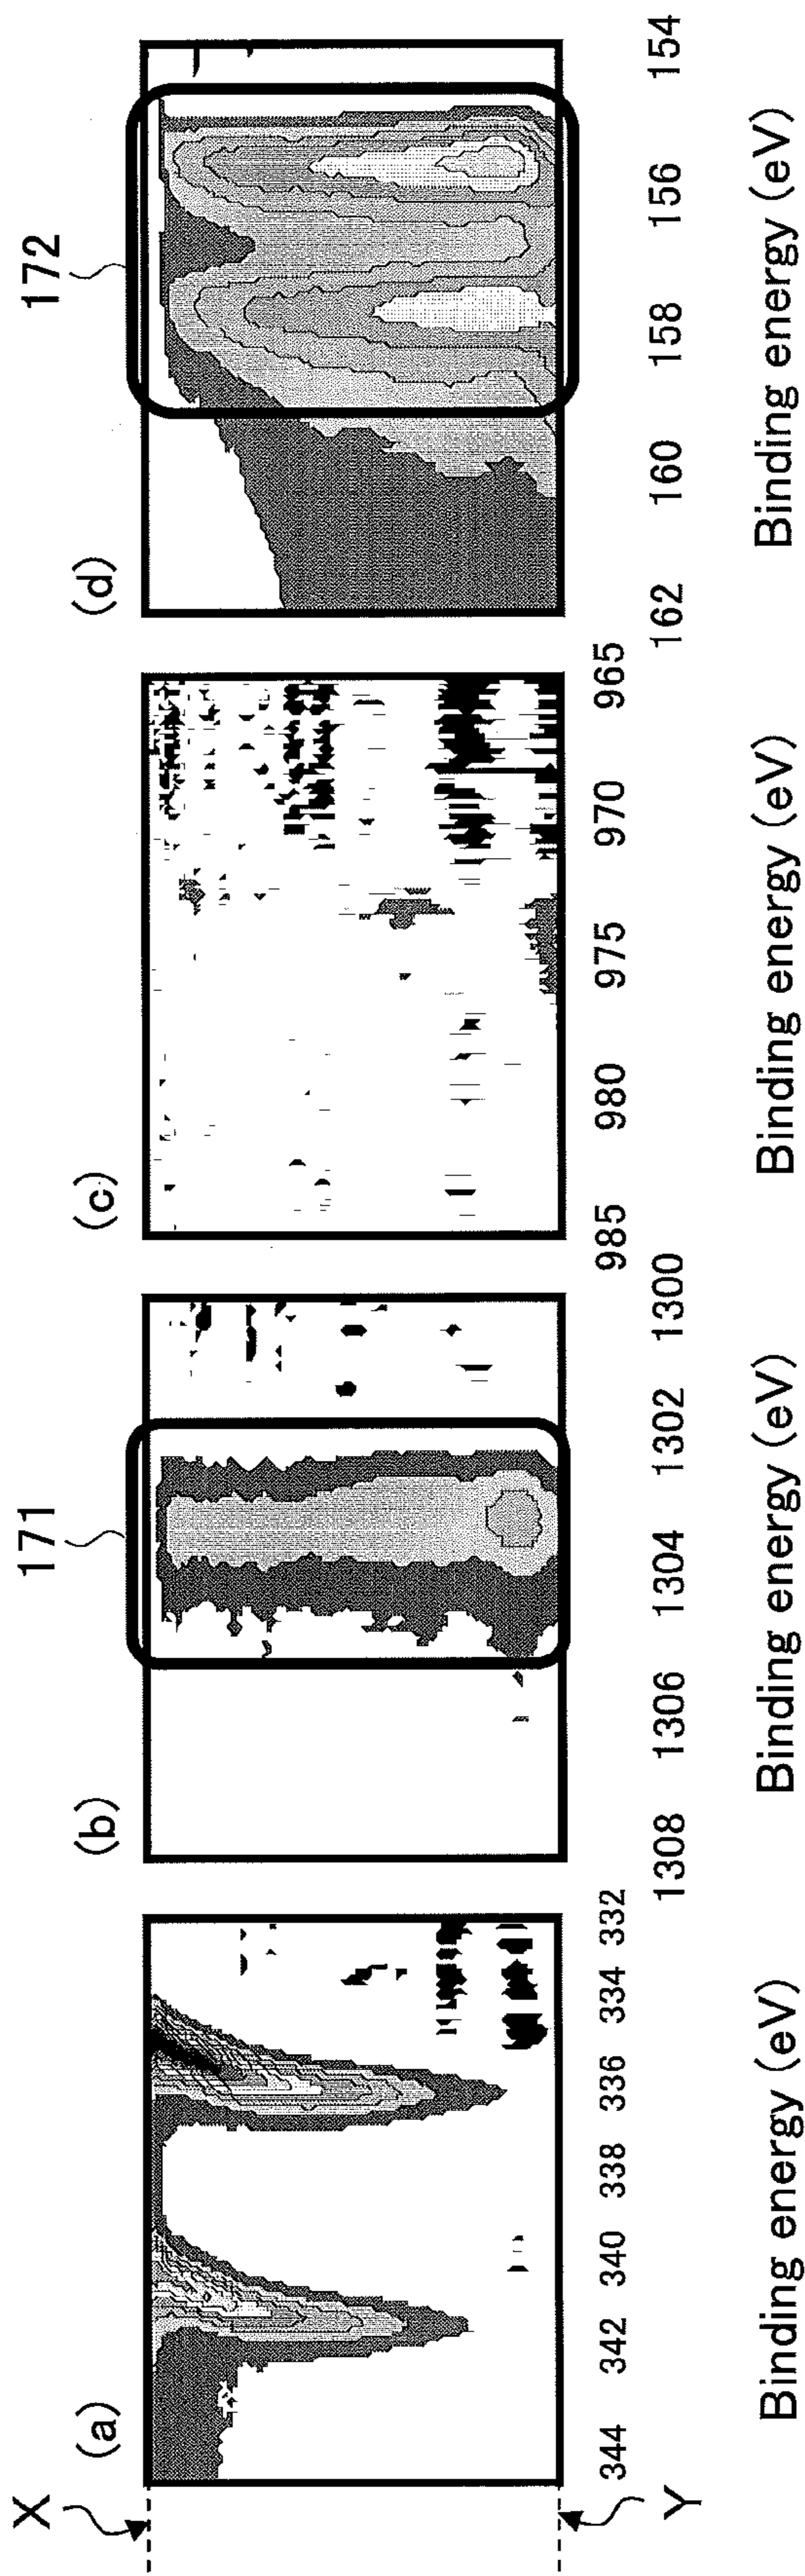 X
Y
(a)
344 342 340 338 336 334 332
Binding energy (eV)
(b)
171
1308 1306 1304 1302 1300
Binding energy (eV)
(c)
985 980 975 970 965
Binding energy (eV)
(d)
172
162 160 158 156 154
Binding energy (eV)